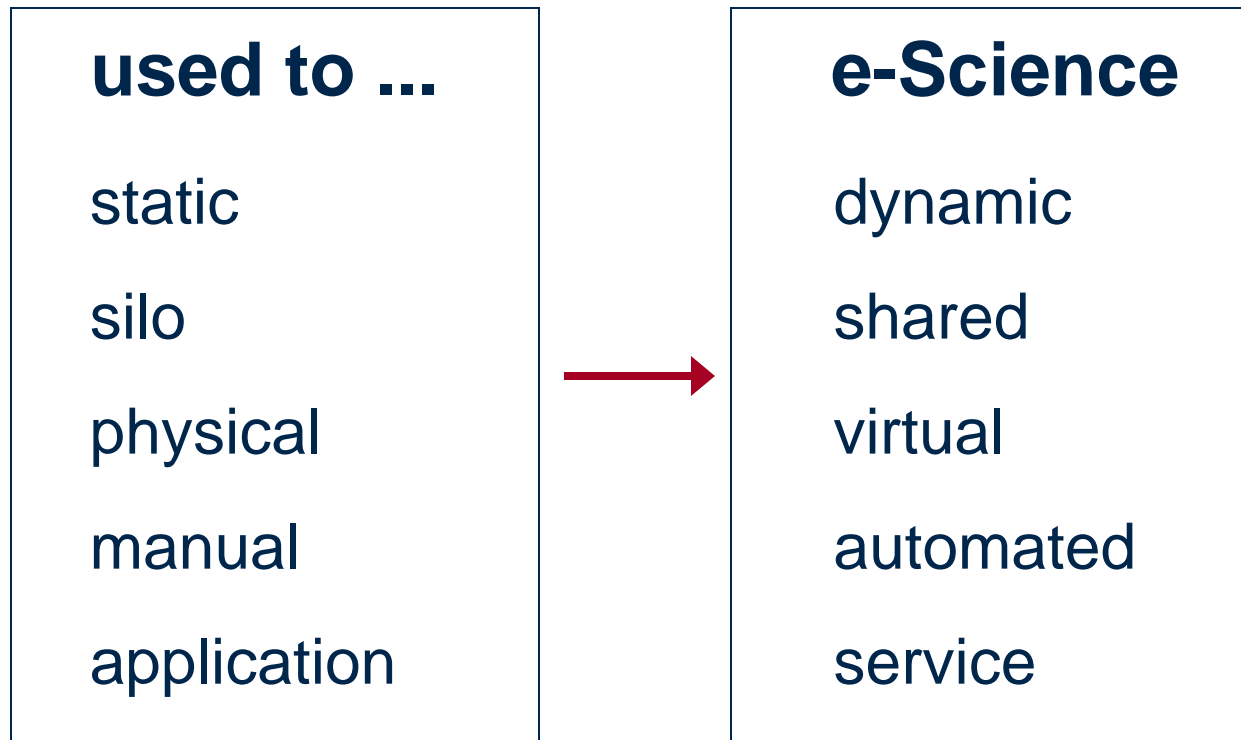 used to ...
static
silo
physical
manual
application
e-Science
dynamic
shared
virtual
automated
service